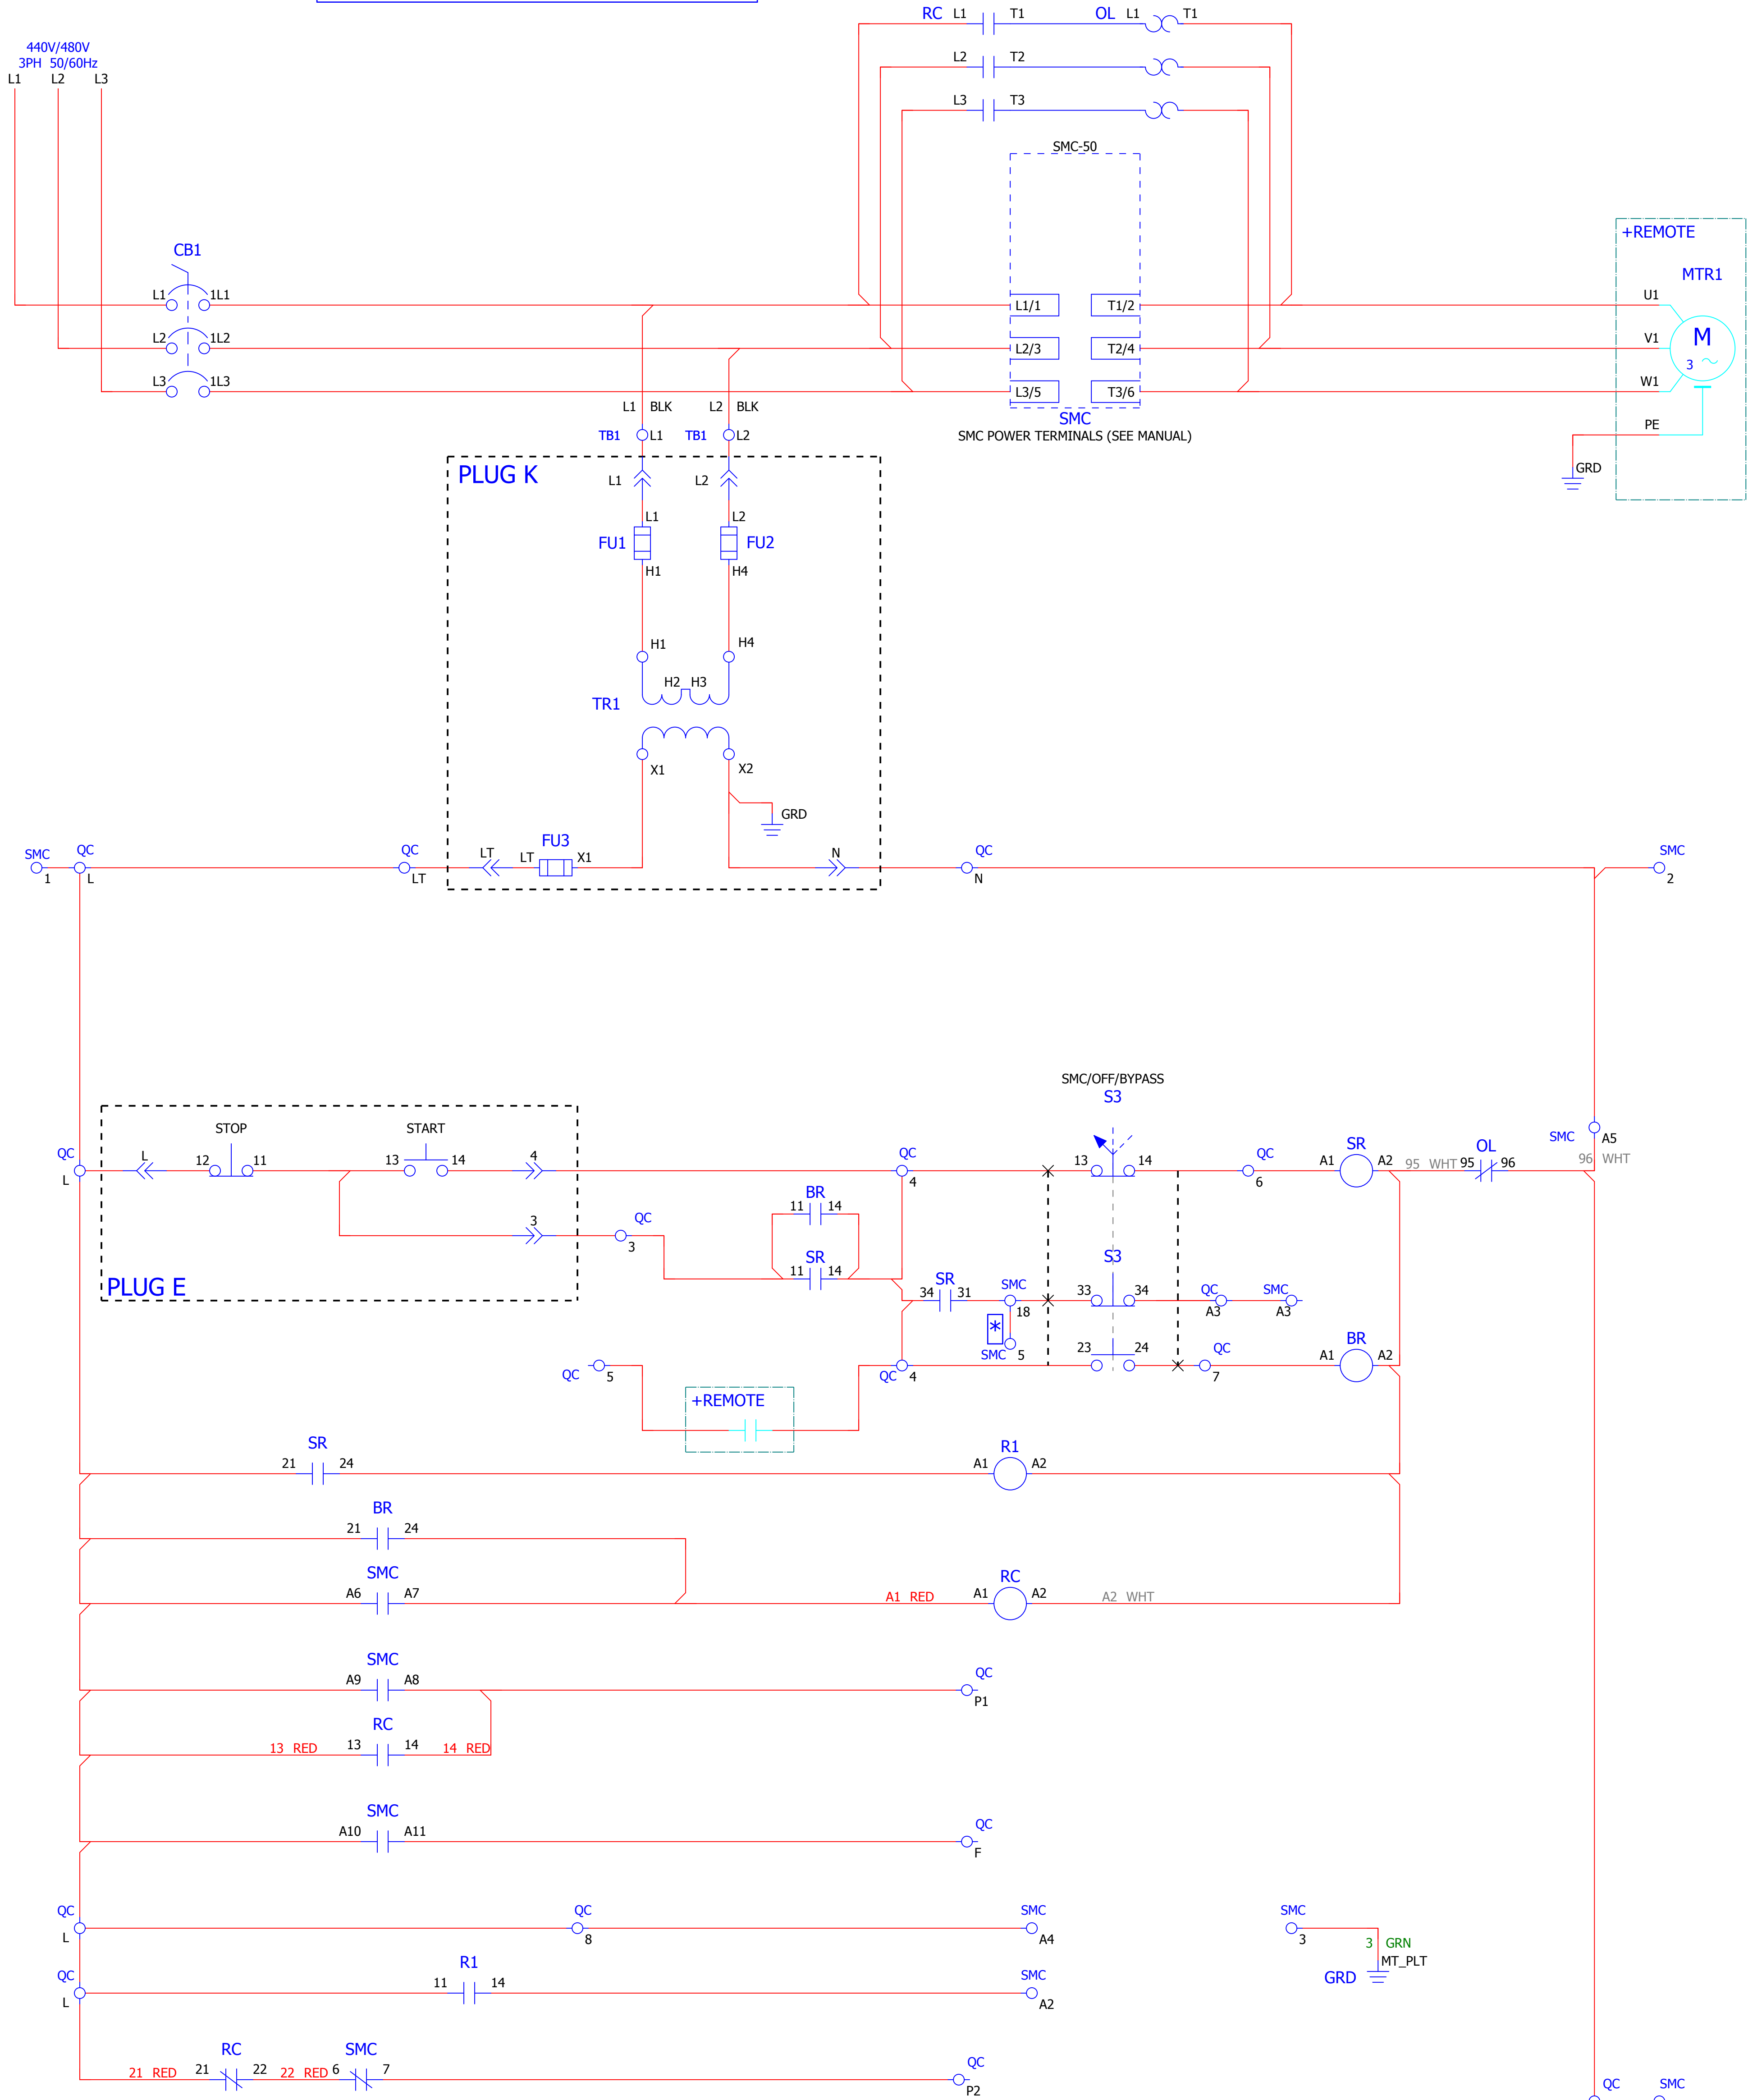 RC L1 T1 OL L1 T1
L2 T2
L3 T3
440V/480V
3PH 50/60Hz
L1 L2 L3
SMC-50
CB1
L1 1L1
L2 1L2
L3 1L3
L1/1 T1/2
L2/3 T2/4
L3/5 T3/6
SMC
SMC POWER TERMINALS (SEE MANUAL)
+REMOTE
MTR1
U1
V1
W1
PE
M
3
GRD
L1 BLK L2 BLK
TB1 L1 TB1 L2
PLUG K
L1 L2
L1 L2
FU1 FU2
H1 H4
H1 H4
H2 H3
TR1
X1 X2
GRD
FU3
SMC QC QC LT LT X1 N QC SMC
1 L LT N 2
SMC/OFF/BYPASS
S3
STOP START
QC L 12 11 13 14 4 QC 13 14 QC SR A1 A2 95 WHT 95 OL 96 SMC A5
96 WHT
L 4 6
BR
11 14
3 QC
3
SR
11 14
PLUG E
SR
34 31 SMC
18
S3
33 34 QC SMC
A3 A3
*
SMC 5
QC 5
QC 4
23 24 QC
7
BR
A1 A2
+REMOTE
SR
21 24
R1
A1 A2
BR
21 24
SMC
A6 A7
A1 RED
RC
A1 A2
A2 WHT
SMC
A9 A8
QC
P1
RC
13 RED 13 14 14 RED
SMC
A10 A11
QC
F
QC QC SMC SMC
L 8 A4 3
3 GRN
MT_PLT
GRD
QC R1 SMC
L 11 14 A2
RC SMC
21 RED 21 22 22 RED 6 7
QC
P2
QC SMC